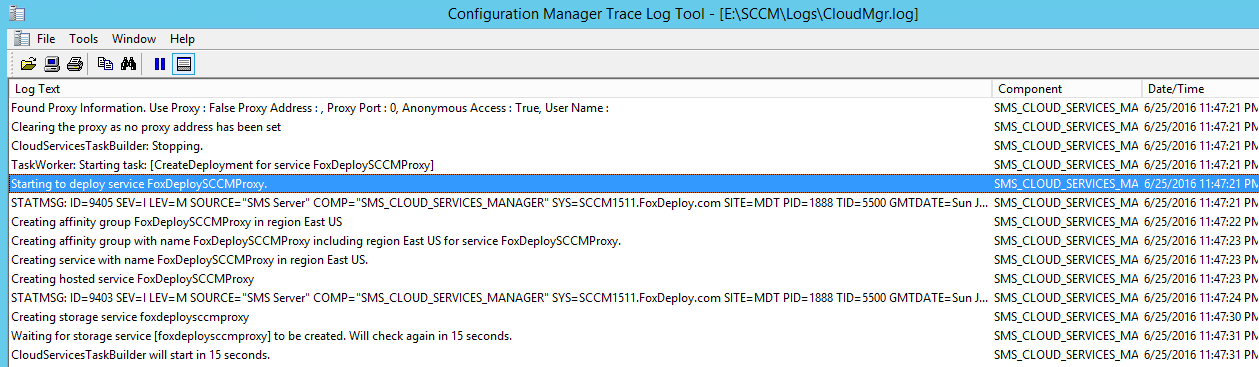 Configuration Manager Trace Log Tool - [E:\SCCM\Logs\CloudMgr.log]
File Tools Window Help
Log Text Component Date/Time
Found Proxy Information. Use Proxy : False Proxy Address : , Proxy Port : 0, Anonymous Access : True, User Name : SMS_CLOUD_SERVICES_MA 6/25/2016 11:47:21 PM
Clearing the proxy as no proxy address has been set SMS_CLOUD_SERVICES_MA 6/25/2016 11:47:21 PM
CloudServicesTaskBuilder: Stopping. SMS_CLOUD_SERVICES_MA 6/25/2016 11:47:21 PM
TaskWorker: Starting task: [CreateDeployment for service FoxDeploySCCMProxy] SMS_CLOUD_SERVICES_MA 6/25/2016 11:47:21 PM
Starting to deploy service FoxDeploySCCMProxy. SMS_CLOUD_SERVICES_MA 6/25/2016 11:47:21 PM
STATMSG: ID=9405 SEV=I LEV=M SOURCE="SMS Server" COMP="SMS_CLOUD_SERVICES_MANAGER" SYS=SCCM1511.FoxDeploy.com SITE=MDT PID=1888 TID=5500 GMTDATE=Sun J... SMS_CLOUD_SERVICES_MA 6/25/2016 11:47:21 PM
Creating affinity group FoxDeploySCCMProxy in region East US SMS_CLOUD_SERVICES_MA 6/25/2016 11:47:22 PM
Creating affinity group with name FoxDeploySCCMProxy including region East US for service FoxDeploySCCMProxy. SMS_CLOUD_SERVICES_MA 6/25/2016 11:47:23 PM
Creating service with name FoxDeploySCCMProxy in region East US. SMS_CLOUD_SERVICES_MA 6/25/2016 11:47:23 PM
Creating hosted service FoxDeploySCCMProxy SMS_CLOUD_SERVICES_MA 6/25/2016 11:47:23 PM
STATMSG: ID=9403 SEV=I LEV=M SOURCE="SMS Server" COMP="SMS_CLOUD_SERVICES_MANAGER" SYS=SCCM1511.FoxDeploy.com SITE=MDT PID=1888 TID=5500 GMTDATE=Sun J... SMS_CLOUD_SERVICES_MA 6/25/2016 11:47:24 PM
Creating storage service foxdeploysccmproxy SMS_CLOUD_SERVICES_MA 6/25/2016 11:47:30 PM
Waiting for storage service [foxdeploysccmproxy] to be created. Will check again in 15 seconds. SMS_CLOUD_SERVICES_MA 6/25/2016 11:47:31 PM
CloudServicesTaskBuilder will start in 15 seconds. SMS_CLOUD_SERVICES_MA 6/25/2016 11:47:31 PM